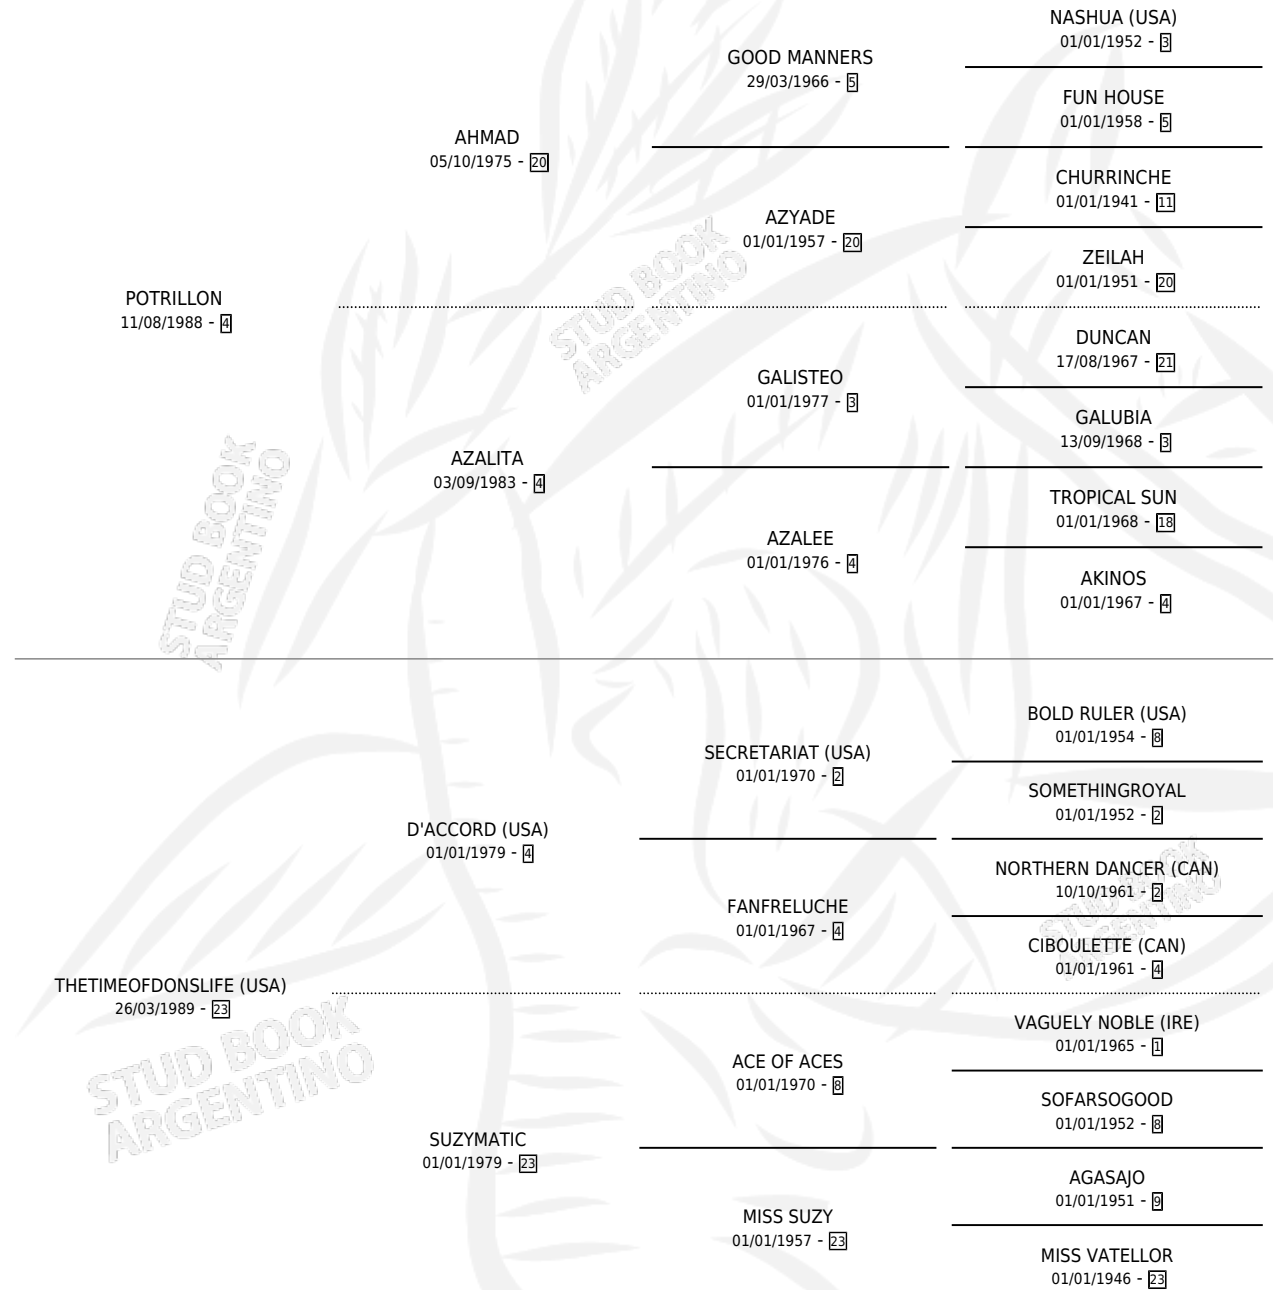 NASHUA (USA)
01/01/1952 - 3
GOOD MANNERS
29/03/1966 - 5
FUN HOUSE
01/01/1958 - 5
AHMAD
05/10/1975 - 20
CHURRINCHE
01/01/1941 - 11
AZYADE
01/01/1957 - 20
ZEILAH
01/01/1951 - 20
POTRILLON
11/08/1988 - 4
STUD BOOK
ARGENTINO
DUNCAN
17/08/1967 - 21
GALISTEO
01/01/1977 - 3
GALUBIA
13/09/1968 - 3
AZALITA
03/09/1983 - 4
TROPICAL SUN
01/01/1968 - 18
AZALEE
01/01/1976 - 4
AKINOS
01/01/1967 - 4
STUD BOOK
ARGENTINO
BOLD RULER (USA)
01/01/1954 - 8
SECRETARIAT (USA)
01/01/1970 - 2
SOMETHINGROYAL
01/01/1952 - 2
D'ACCORD (USA)
01/01/1979 - 4
NORTHERN DANCER (CAN)
10/10/1961 - 2
STUD BOOK
ARGENTINO
FANFRELUCHE
01/01/1967 - 4
CIBOULETTE (CAN)
01/01/1961 - 4
THETIMEOFDONSLIFE (USA)
26/03/1989 - 23
STUD BOOK
ARGENTINO
VAGUELY NOBLE (IRE)
01/01/1965 - 1
ACE OF ACES
01/01/1970 - 8
SOFARSOGOOD
01/01/1952 - 8
SUZYMATIC
01/01/1979 - 23
AGASAJO
01/01/1951 - 9
MISS SUZY
01/01/1957 - 23
MISS VATELLOR
01/01/1946 - 23